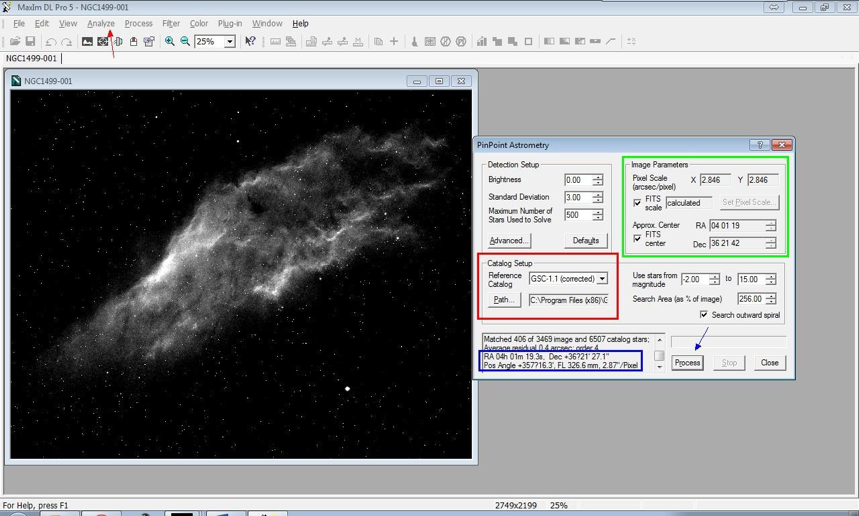 MaxIm DL Pro 5 - NGC1499-001
File Edit View Analyze Process Filter Color Plug-in Window Help
25%
NGC1499-001
NGC1499-001
PinPoint Astrometry
Detection Setup
Brightness 0.00
Standard Deviation 3.00
Maximum Number of
Stars Used to Solve 500
Advanced... Defaults
Image Parameters
Pixel Scale X 2.846 Y 2.846
(arcsec/pixel)
FITS
scale calculated Set Pixel Scale...
Approx. Center RA 04 01 19
FITS
center Dec 36 21 42
Catalog Setup
Reference
Catalog GSC-1.1 (corrected)
Path... C:\Program Files (x86)\C
Use stars from
magnitude -2.00 to 15.00
Search Area (as % of image) 256.00
Search outward spiral
Matched 406 of 3469 image and 6507 catalog stars;
Average residual 0.4 arcsec; order 4
RA 04h 01m 19.3s, Dec +36?21' 27.1"
Pos Angle +357?16.3', FL 326.6 mm, 2.87"/Pixel
Process Stop Close
For Help, press F1 2749x2199 25%